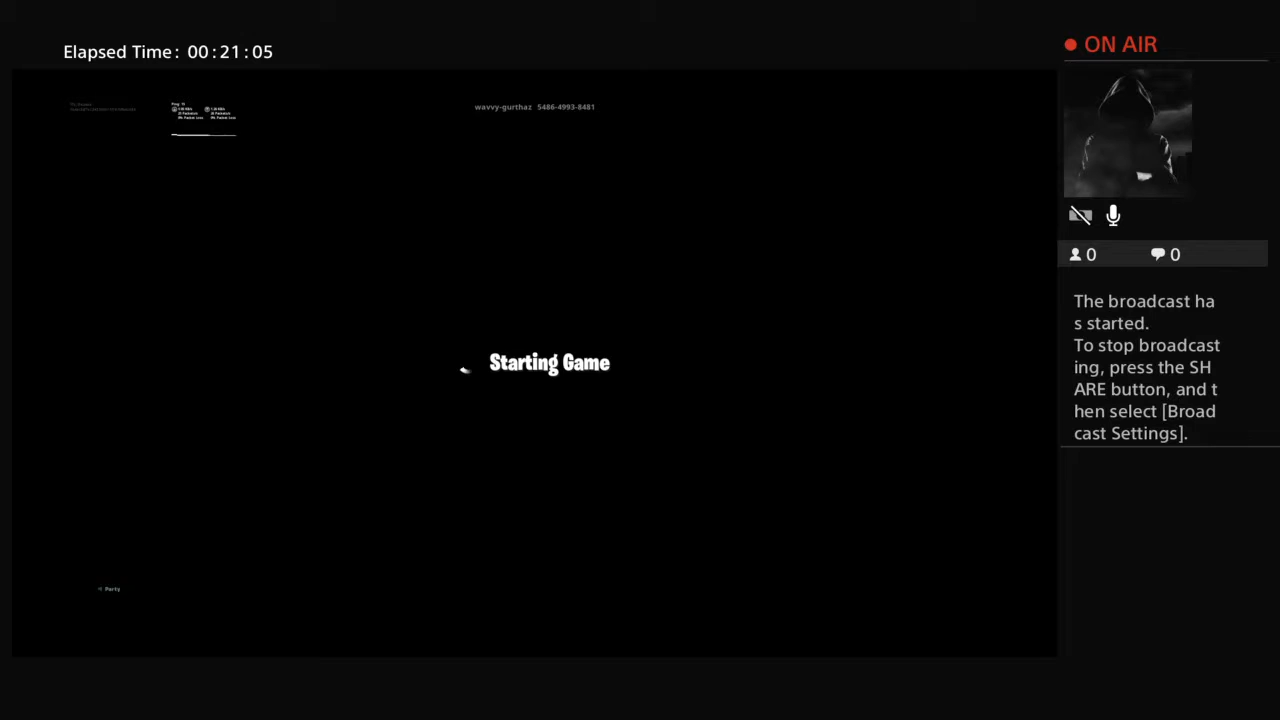 Elapsed Time: 00:21:05
ON AIR
wavvy-gurthaz 5486-4993-8481
0 0
Starting Game
The broadcast ha
s started.
To stop broadcast
ing, press the SH
ARE button, and t
hen select [Broad
cast Settings].
Party